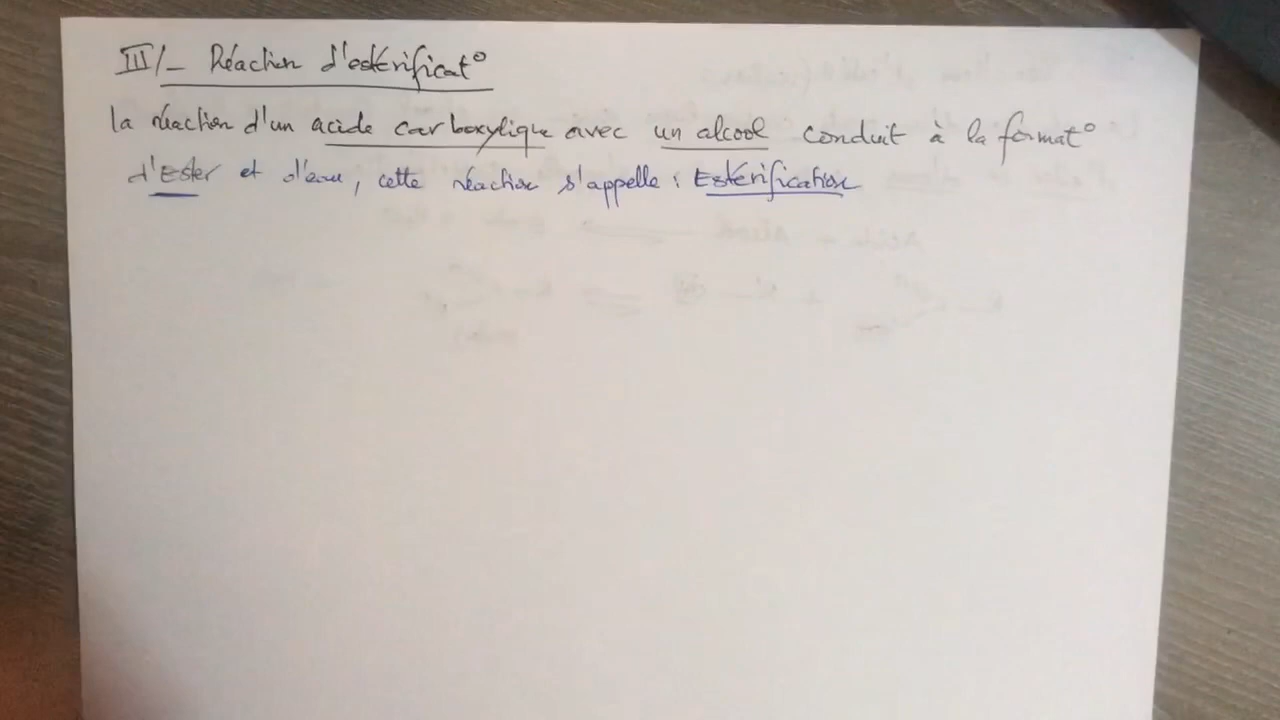 III/- Réaction d'estérificat°
la réaction d'un acide carboxylique avec un alcool conduit à la format°
d'Ester et d'eau, cette réaction s'appelle : Estérification